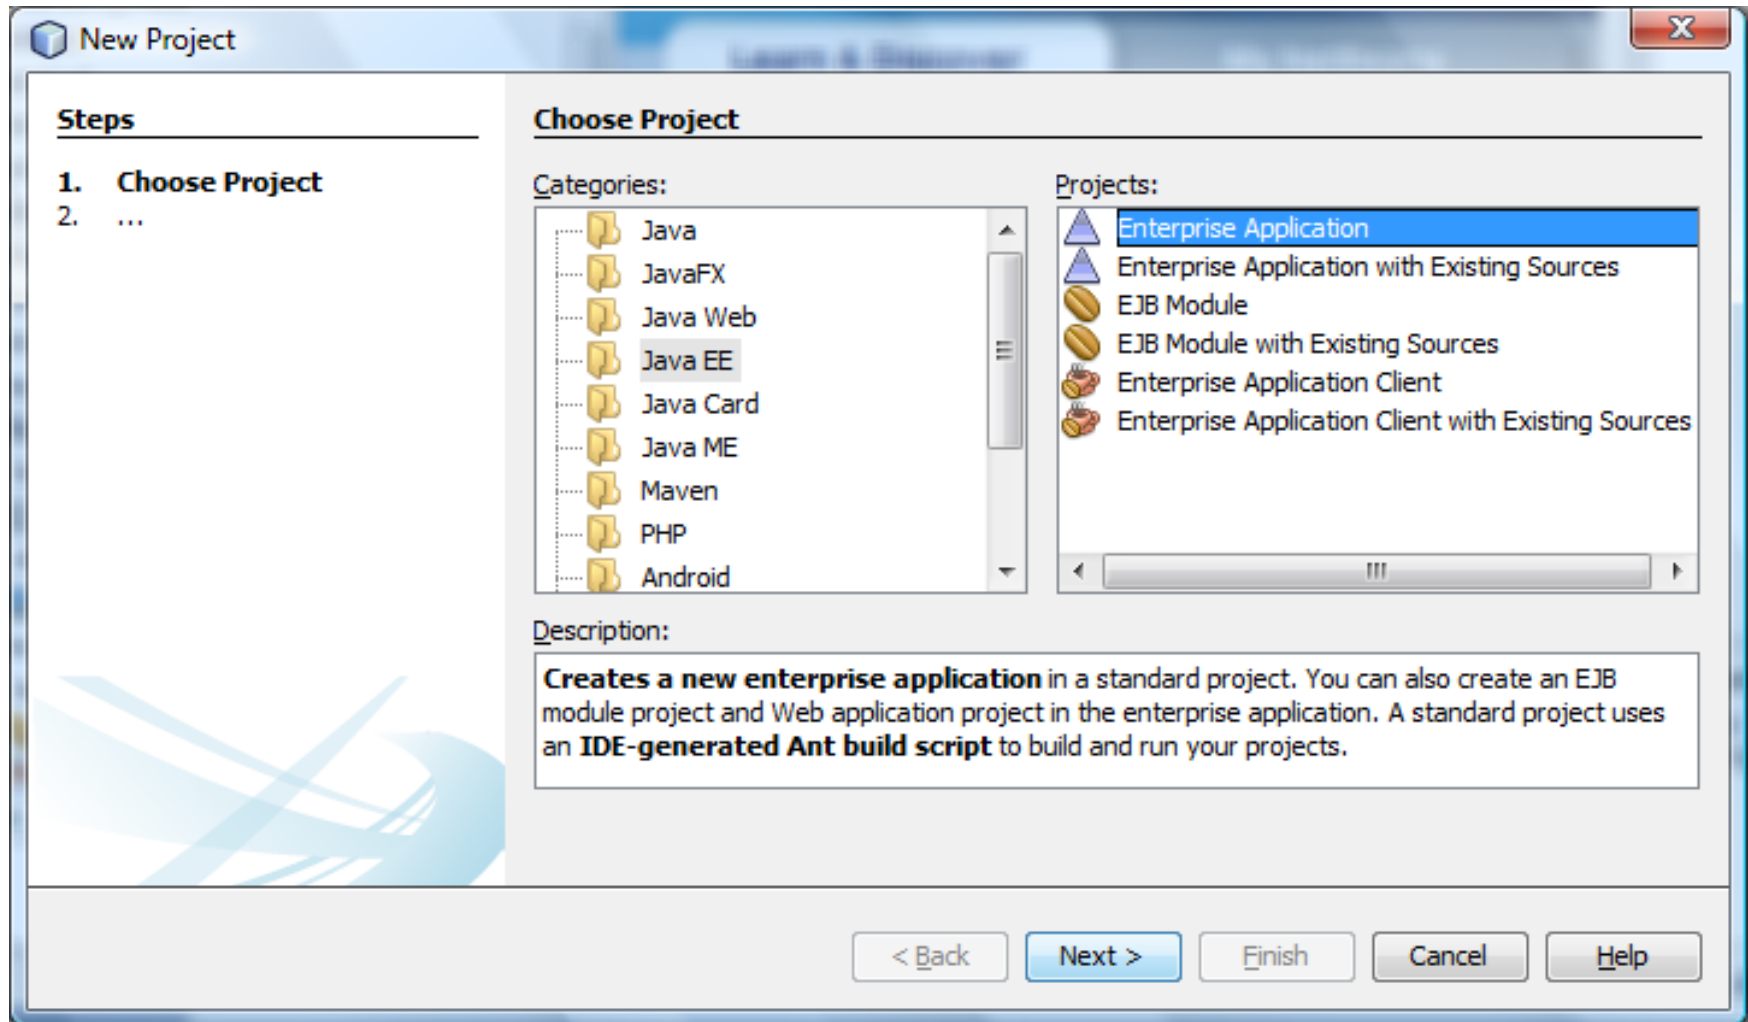 New Project
Learn & Discover
Steps
1. Choose Project
2. ...
Choose Project
Categories:
Java
JavaFX
Java Web
Java EE
Java Card
Java ME
Maven
PHP
Android
Projects:
Enterprise Application
Enterprise Application with Existing Sources
EJB Module
EJB Module with Existing Sources
Enterprise Application Client
Enterprise Application Client with Existing Sources
Description:
Creates a new enterprise application in a standard project. You can also create an EJB
module project and Web application project in the enterprise application. A standard project uses
an IDE-generated Ant build script to build and run your projects.
< Back
Next >
Finish
Cancel
Help